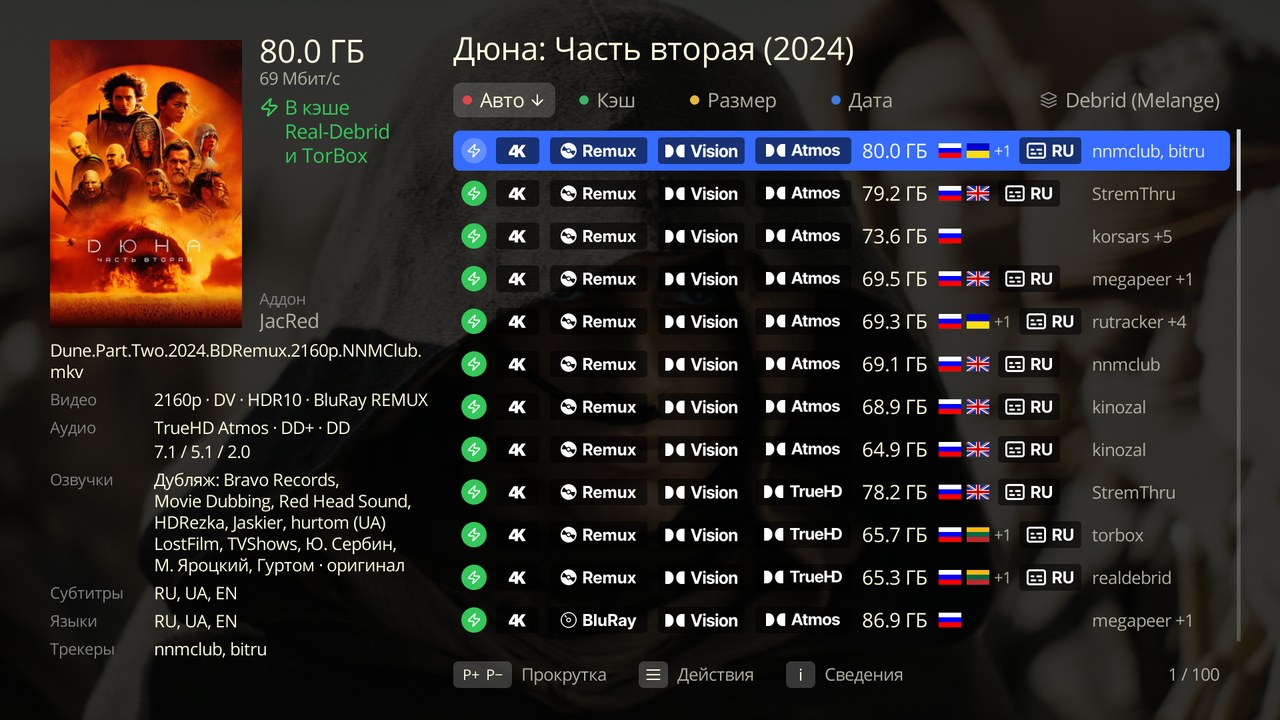 80.0 ГБ
69 Мбит/с
В кэше
Real-Debrid
и TorBox
ДЮНА
ЧАСТЬ ВТОРАЯ
Аддон
JacRed
Dune.Part.Two.2024.BDRemux.2160p.NNMClub.
mkv
Видео 2160p · DV · HDR10 · BluRay REMUX
Аудио TrueHD Atmos · DD+ · DD
7.1 / 5.1 / 2.0
Озвучки Дубляж: Bravo Records,
Movie Dubbing, Red Head Sound,
HDRezka, Jaskier, hurtom (UA)
LostFilm, TVShows, Ю. Сербин,
М. Яроцкий, Гуртом · оригинал
Субтитры RU, UA, EN
Языки RU, UA, EN
Трекеры nnmclub, bitru
Дюна: Часть вторая (2024)
Авто ↓ Кэш Размер Дата Debrid (Melange)
4K Remux Vision Atmos 80.0 ГБ +1 RU nnmclub, bitru
4K Remux Vision Atmos 79.2 ГБ RU StremThru
4K Remux Vision Atmos 73.6 ГБ korsars +5
4K Remux Vision Atmos 69.5 ГБ RU megapeer +1
4K Remux Vision Atmos 69.3 ГБ +1 RU rutracker +4
4K Remux Vision Atmos 69.1 ГБ RU nnmclub
4K Remux Vision Atmos 68.9 ГБ RU kinozal
4K Remux Vision Atmos 64.9 ГБ RU kinozal
4K Remux Vision TrueHD 78.2 ГБ RU StremThru
4K Remux Vision TrueHD 65.7 ГБ +1 RU torbox
4K Remux Vision TrueHD 65.3 ГБ +1 RU realdebrid
4K BluRay Vision Atmos 86.9 ГБ megapeer +1
P+ P− Прокрутка Действия i Сведения 1 / 100